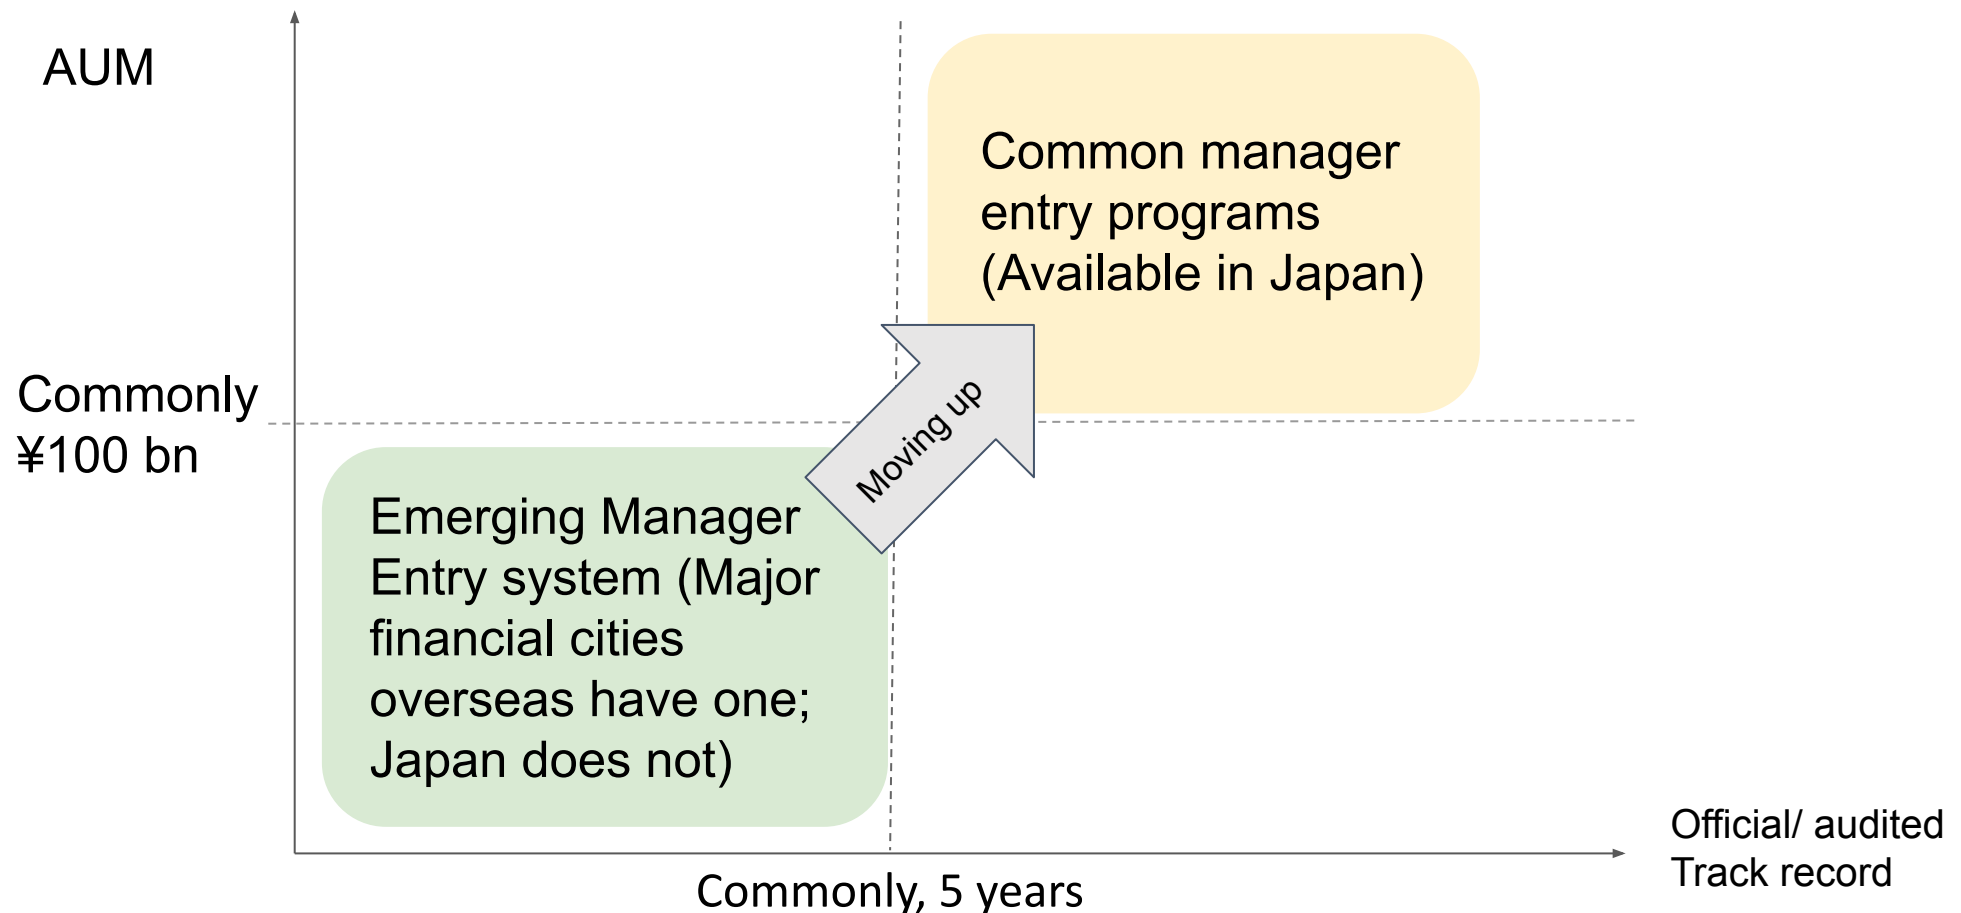 AUM
Common manager
entry programs
(Available in Japan)
Commonly
¥100 bn
Moving up
Emerging Manager
Entry system (Major
financial cities
overseas have one;
Japan does not)
Official/ audited
Track record
Commonly, 5 years